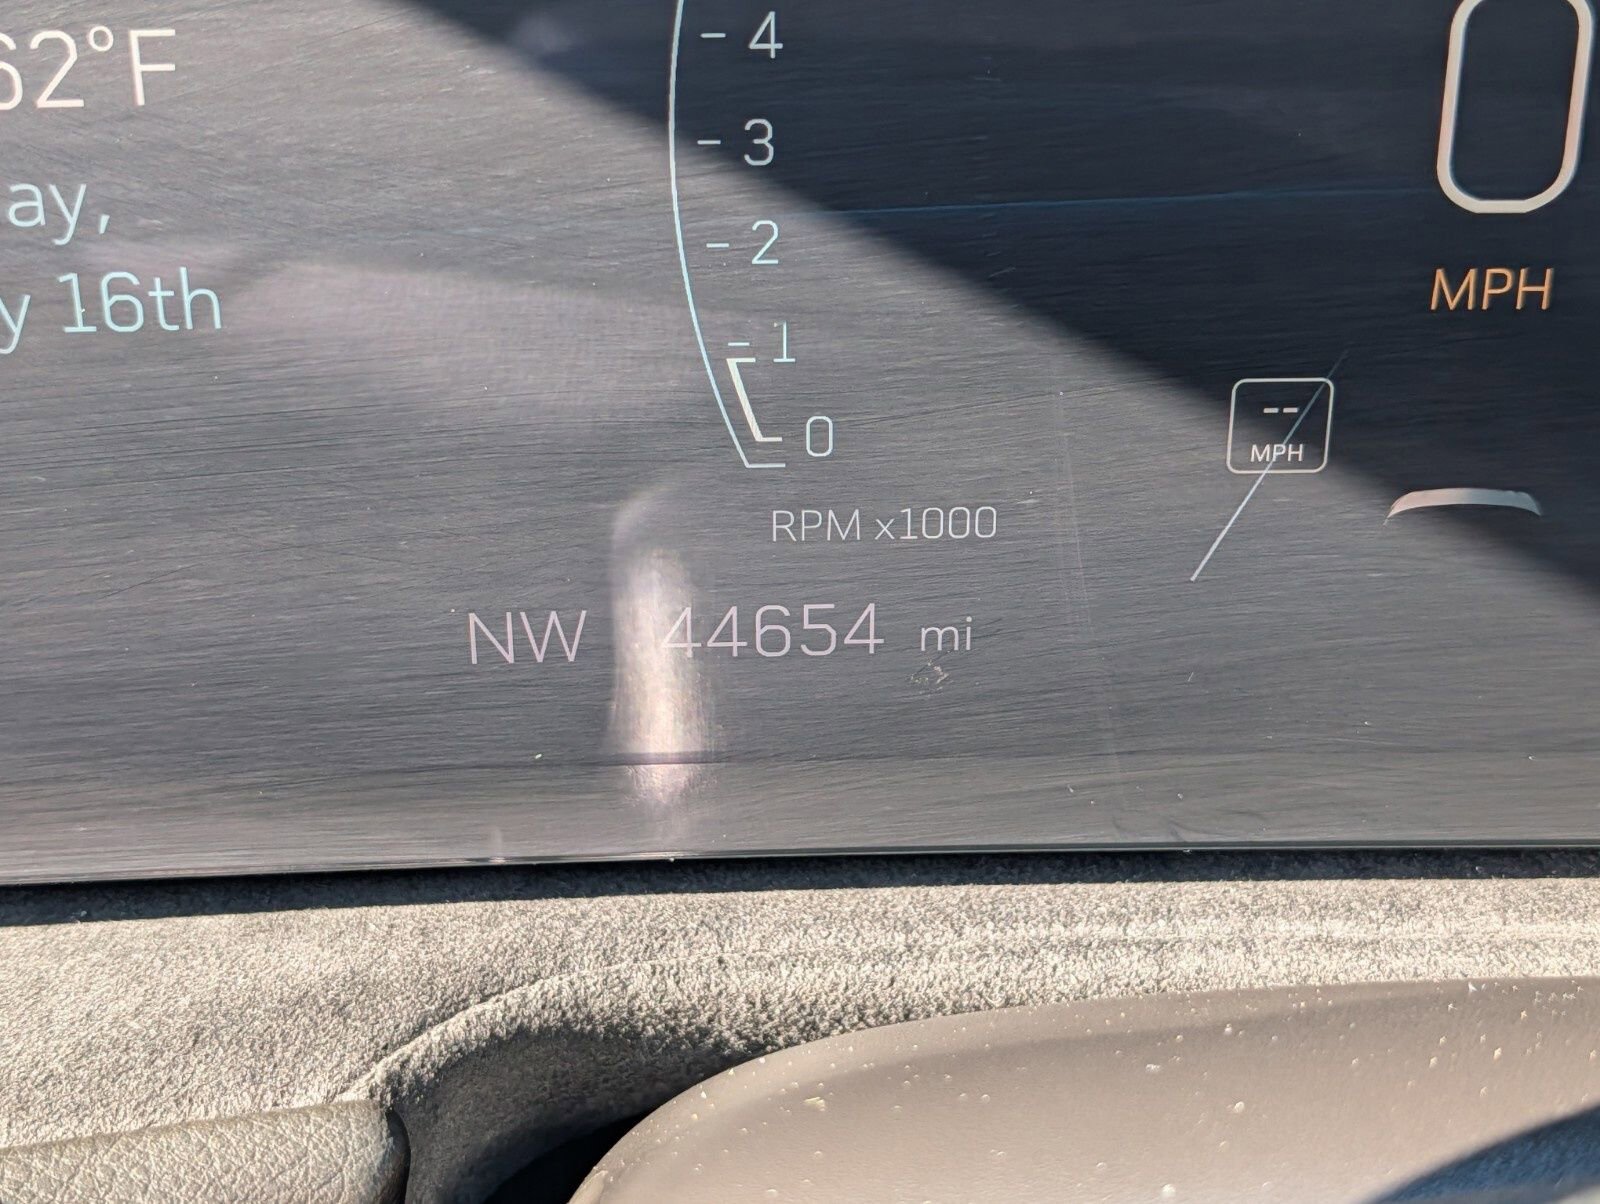 62°F
ay,
y 16th
4
3
2
1
0
RPM x1000
0
MPH
--
MPH
NW 44654 mi